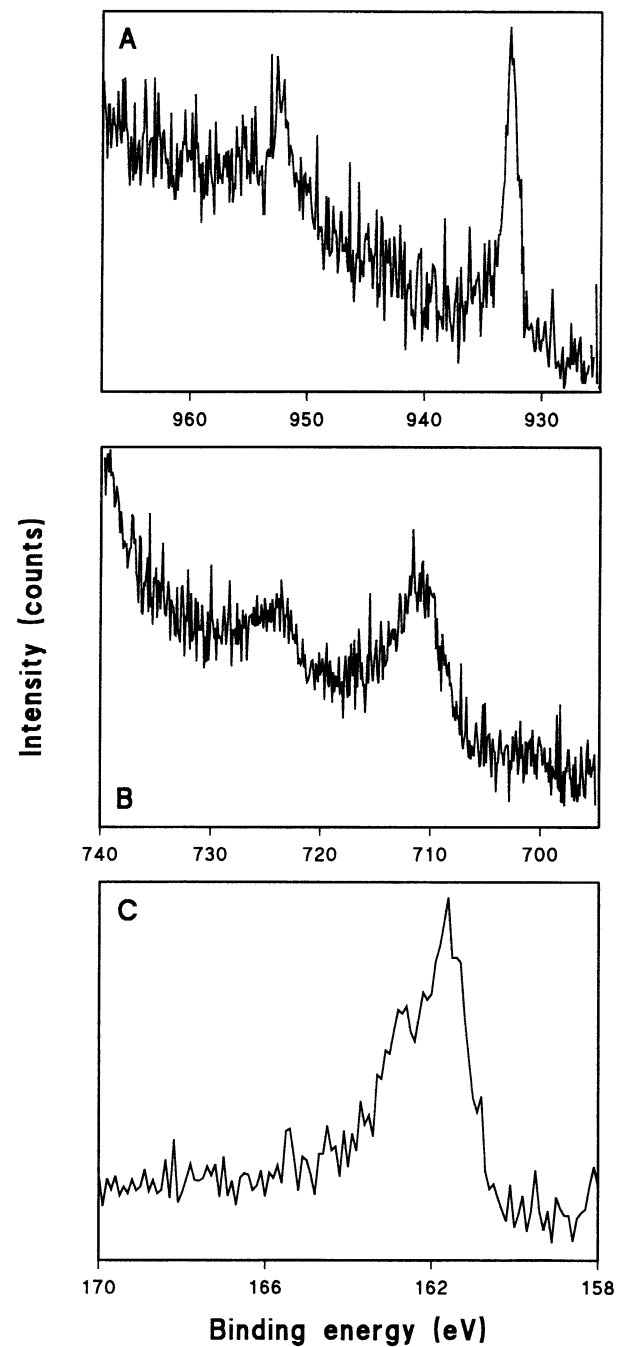 A
960 950 940 930
Intensity (counts)
B
740 730 720 710 700
C
170 166 162 158
Binding energy (eV)